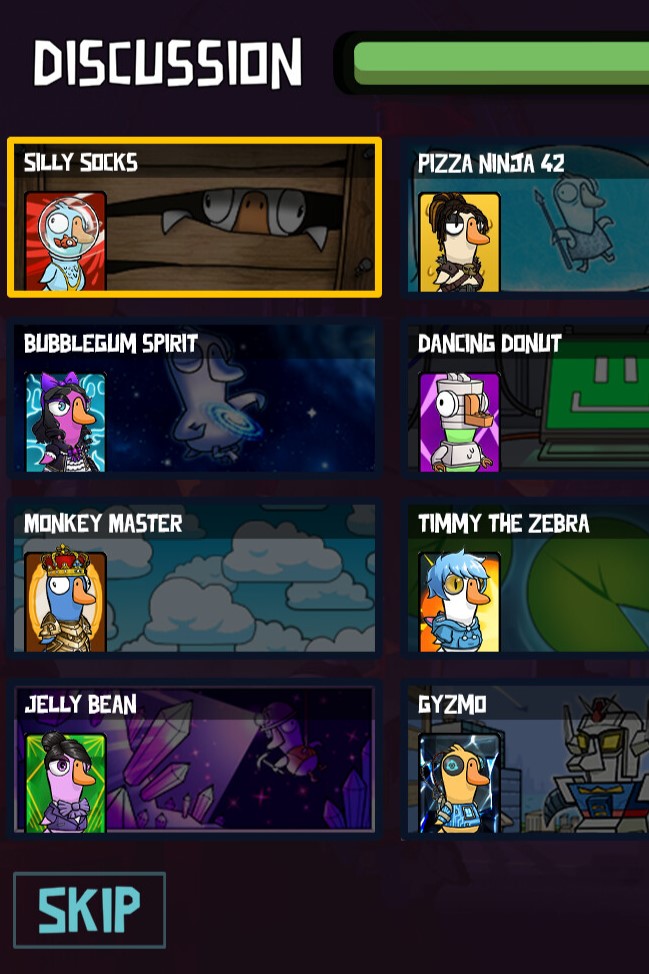 DISCUSSION
SILLY SOCKS
PIZZA NINJA 42
BUBBLEGUM SPIRIT
DANCING DONUT
MONKEY MASTER
TIMMY THE ZEBRA
JELLY BEAN
GYZMO
SKIP